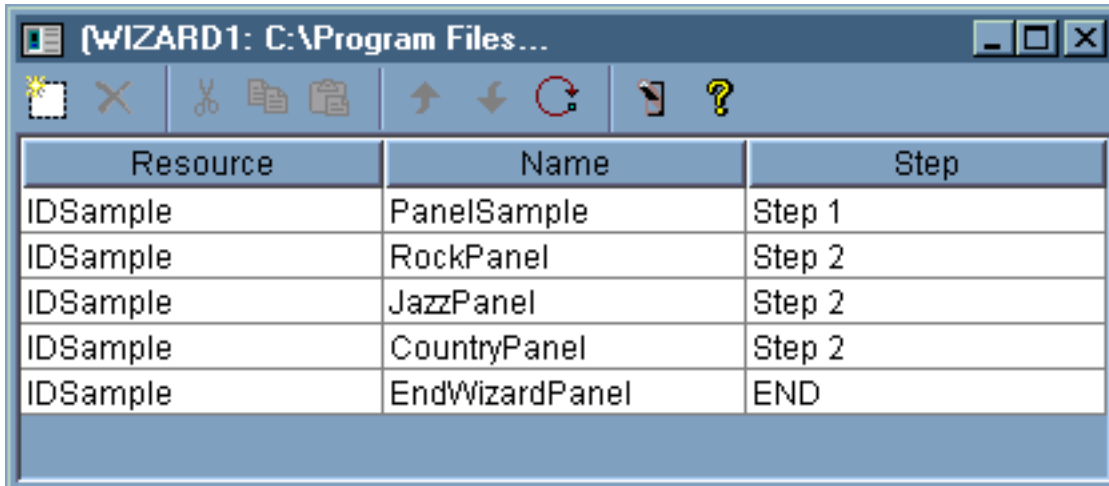 (WIZARD1: C:\Program Files...
Resource Name Step
IDSample PanelSample Step 1
IDSample RockPanel Step 2
IDSample JazzPanel Step 2
IDSample CountryPanel Step 2
IDSample EndWizardPanel END